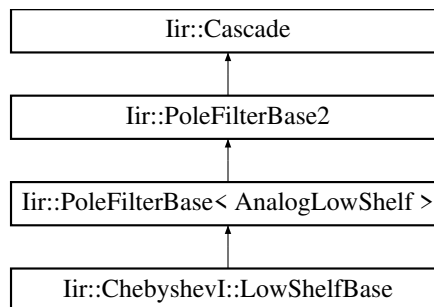 Iir::Cascade
Iir::PoleFilterBase2
Iir::PoleFilterBase< AnalogLowShelf >
Iir::ChebyshevI::LowShelfBase